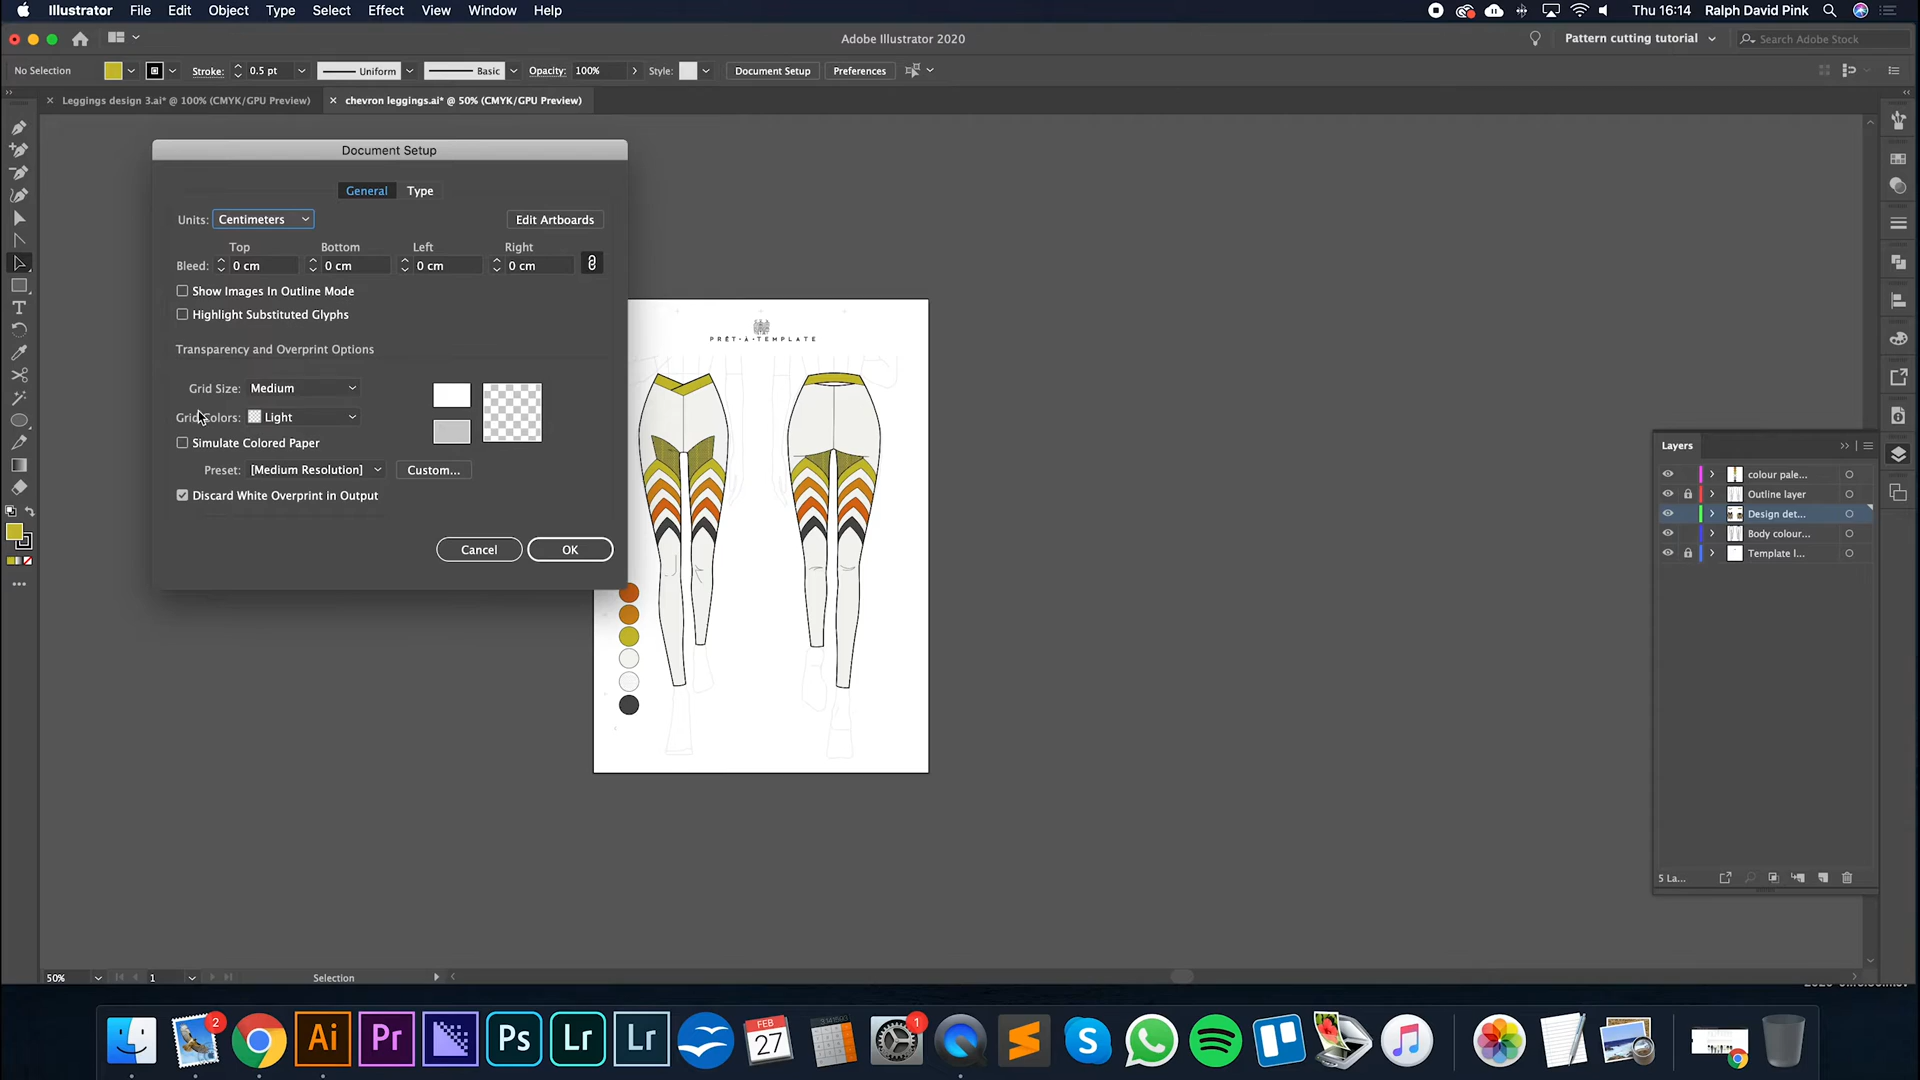 Illustrator File Edit Object Type Select Effect View Window Help
Thu 16:14 Ralph David Pink
Adobe Illustrator 2020
Pattern cutting tutorial
Search Adobe Stock
No Selection
Stroke: 0.5 pt Uniform Basic Opacity: 100% Style: Document Setup Preferences
Leggings design 3.ai* @ 100% (CMYK/GPU Preview)
chevron leggings.ai* @ 50% (CMYK/GPU Preview)
Document Setup
General Type
Units: Centimeters Edit Artboards
Top Bottom Left Right
Bleed: 0 cm 0 cm 0 cm 0 cm
Show Images In Outline Mode
Highlight Substituted Glyphs
Transparency and Overprint Options
Grid Size: Medium
Grid Colors: Light
Simulate Colored Paper
Preset: [Medium Resolution] Custom...
Discard White Overprint in Output
Cancel OK
PRÊT·À·TEMPLATE
Layers
colour pale...
Outline layer
Design det...
Body colour...
Template l...
5 La...
50% 1 Selection
2
Ai
Pr
Ps
Lr
Lr
FEB
27
1